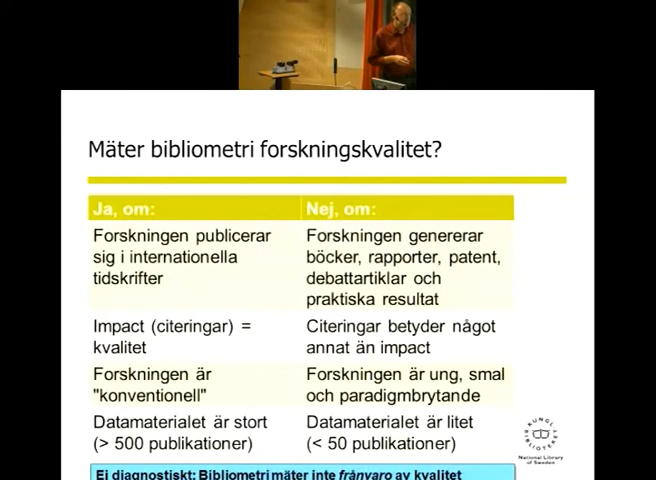 Mäter bibliometri forskningskvalitet?
Ja, om:
Nej, om:
Forskningen publicerar
sig i internationella
tidskrifter
Forskningen genererar
böcker, rapporter, patent,
debattartiklar och
praktiska resultat
Impact (citeringar) =
kvalitet
Citeringar betyder något
annat än impact
Forskningen är
"konventionell"
Forskningen är ung, smal
och paradigmbrytande
Datamaterialet är stort
(> 500 publikationer)
Datamaterialet är litet
(< 50 publikationer)
KUNGL.
BIBLIOTEKET
National Library
of Sweden
Ej diagnostiskt: Bibliometri mäter inte frånvaro av kvalitet